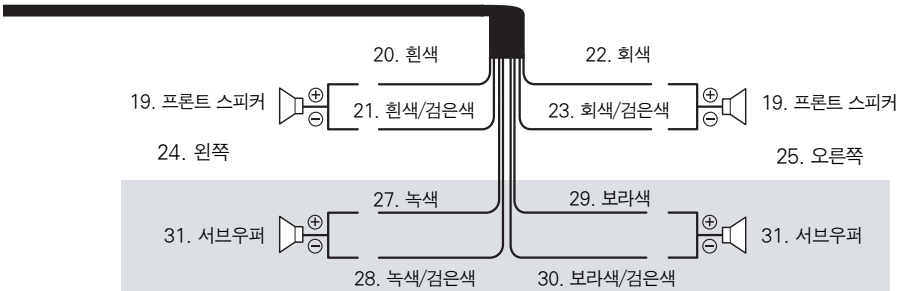 20. 흰색
22. 회색
19. 프론트 스피커
⊕
⊖
21. 흰색/검은색
23. 회색/검은색
⊕
⊖
19. 프론트 스피커
24. 왼쪽
25. 오른쪽
27. 녹색
29. 보라색
31. 서브우퍼
⊕
⊖
⊕
⊖
31. 서브우퍼
28. 녹색/검은색
30. 보라색/검은색